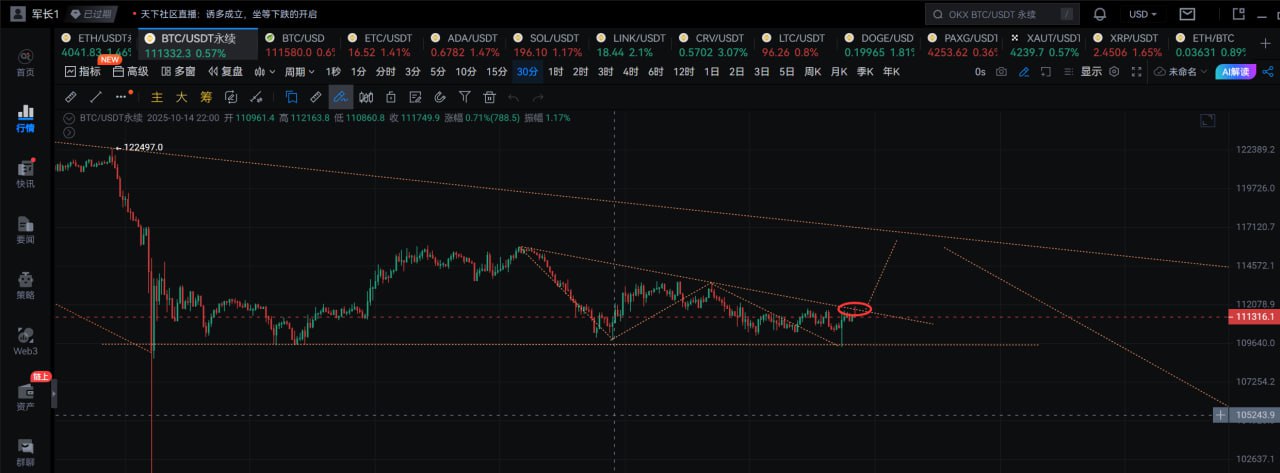 军长1 已过期 天下社区直播：诱多成立，坐等下跌的开启 OKX BTC/USDT 永续 / USD
ETH/USDT永 BTC/USDT永续 BTC/USD ETC/USDT ADA/USDT SOL/USDT LINK/USDT CRV/USDT LTC/USDT DOGE/USD PAXG/USD1 XAUT/USD1 XRP/USDT ETH/BTC
4041.83 1.66% 111332.3 0.57% 111580.0 0.6% 16.52 1.41% 0.6782 1.47% 196.10 1.17% 18.44 2.1% 0.5702 3.07% 96.26 0.8% 0.19965 1.81% 4253.62 0.36% 4239.7 0.57% 2.4506 1.65% 0.03631 0.89%
NEW
指标 高级 多窗 复盘 周期 1秒 1分 分时 3分 5分 10分 15分 30分 1时 2时 3时 4时 6时 12时 1日 2日 3日 5日 周K 月K 季K 年K 0s 显示 未命名 AI解读
主 大 筹
BTC/USDT永续 2025-10-14 22:00 开 110961.4 高 112163.8 低 110860.8 收 111749.9 涨幅 0.71%(788.5) 振幅 1.17%
首页
行情
快讯
要闻
策略
Web3
链上
资产
群聊
122497.0
122389.2
119726.0
117120.7
114572.1
112078.9
111316.1
109640.0
107254.2
105243.9
102637.1